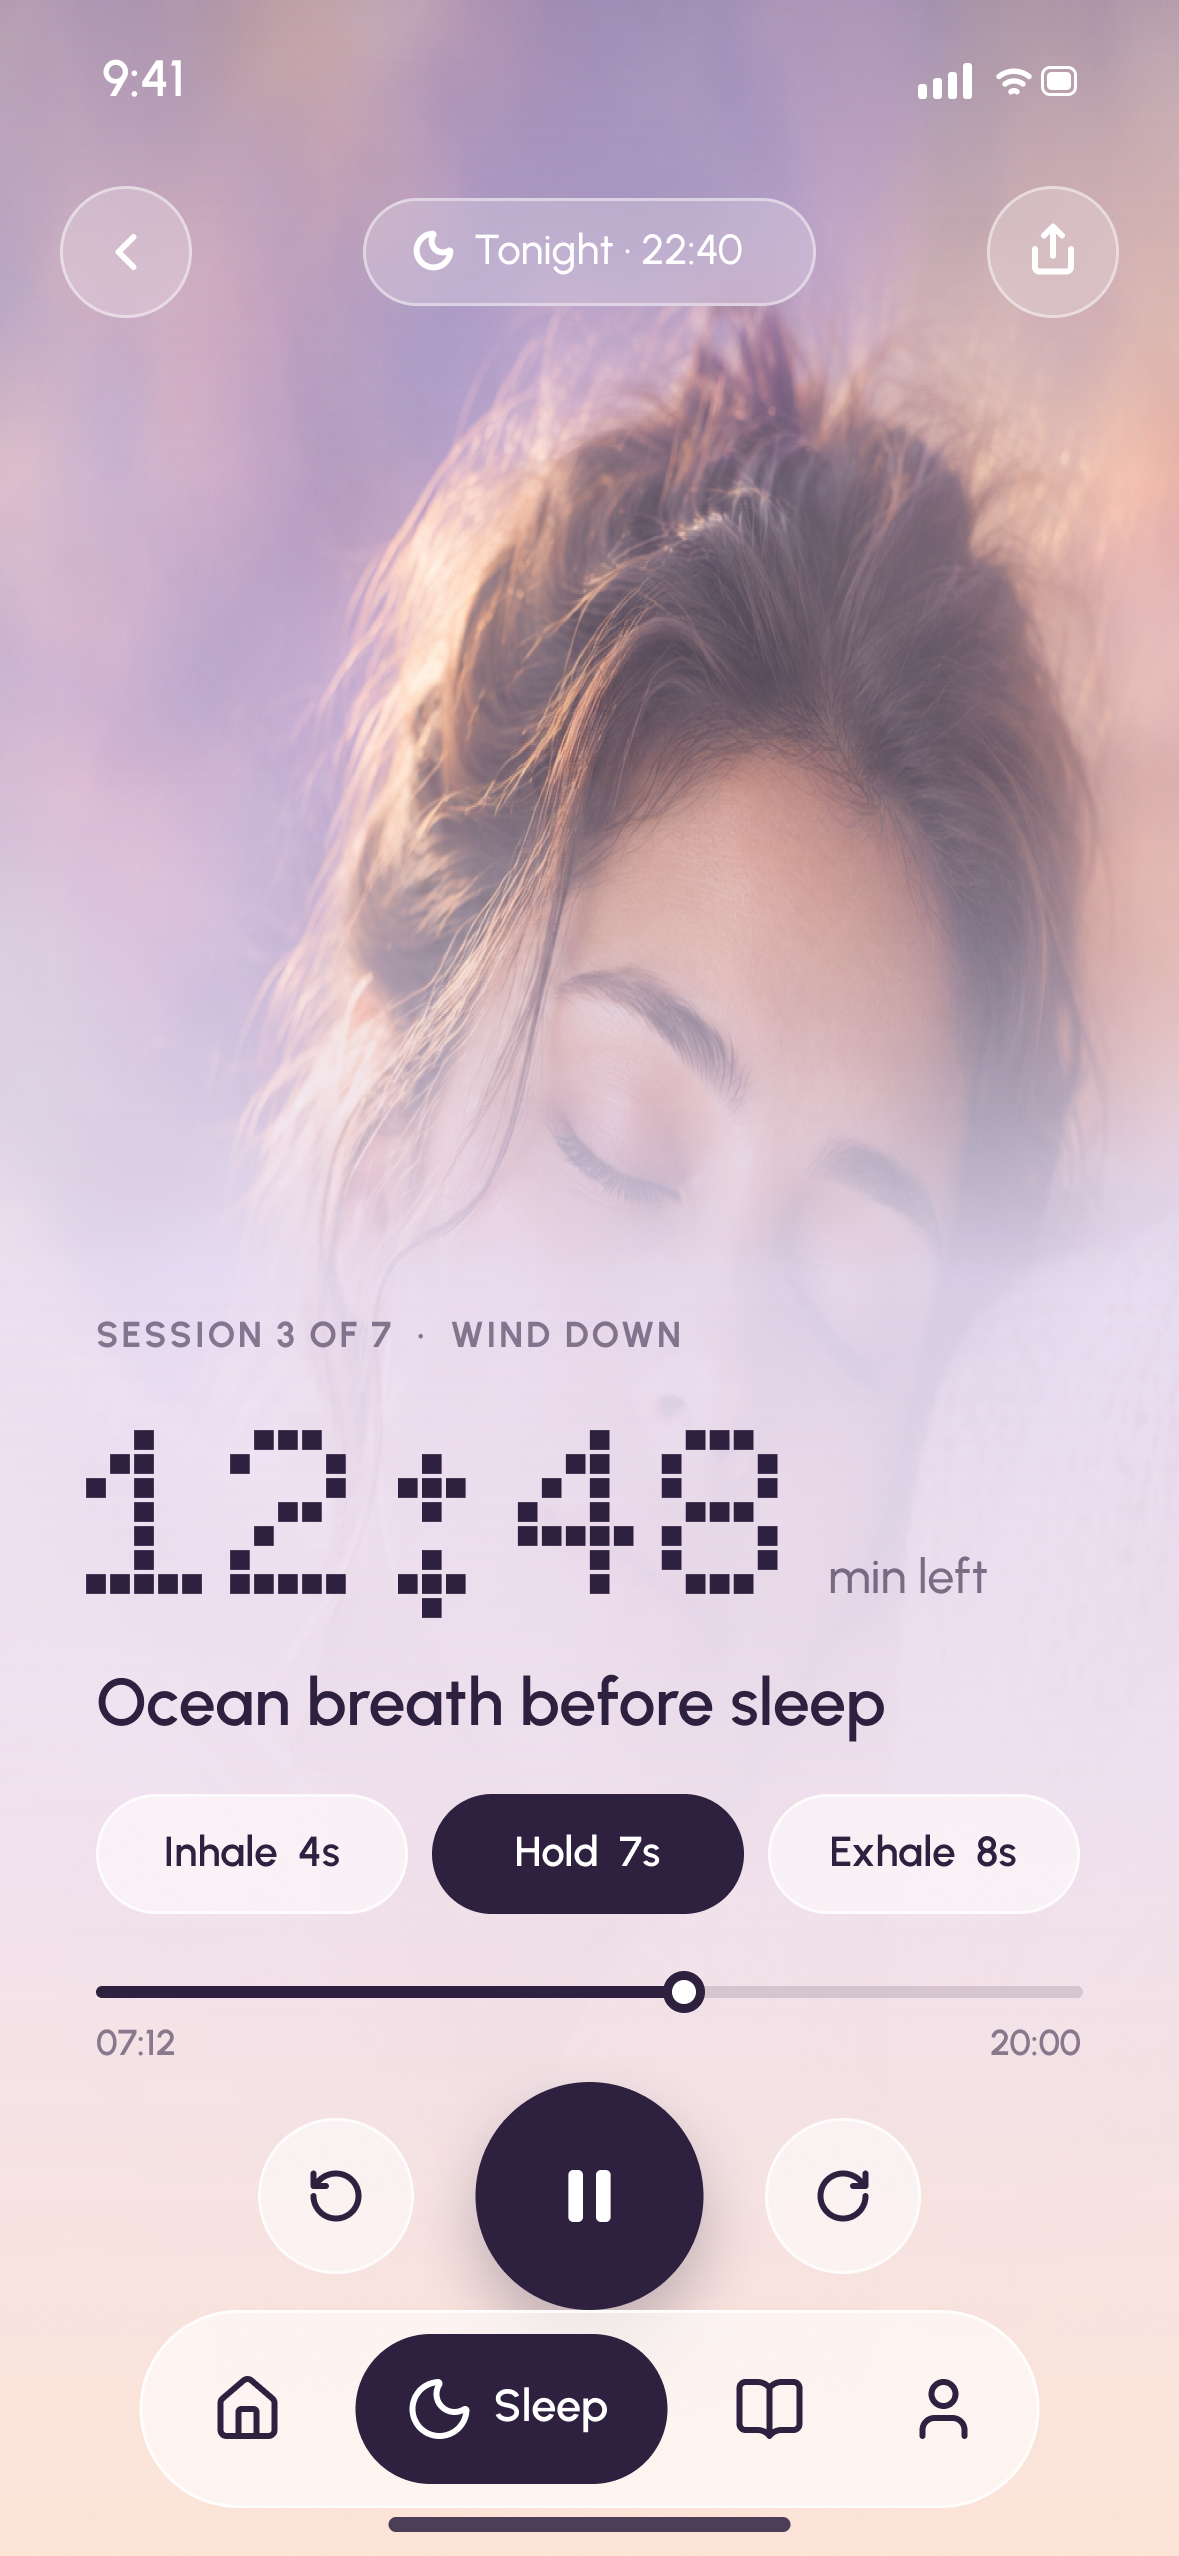 9:41
Tonight · 22:40
SESSION 3 OF 7 · WIND DOWN
12:48 min left
Ocean breath before sleep
Inhale 4s Hold 7s Exhale 8s
07:12 20:00
Sleep